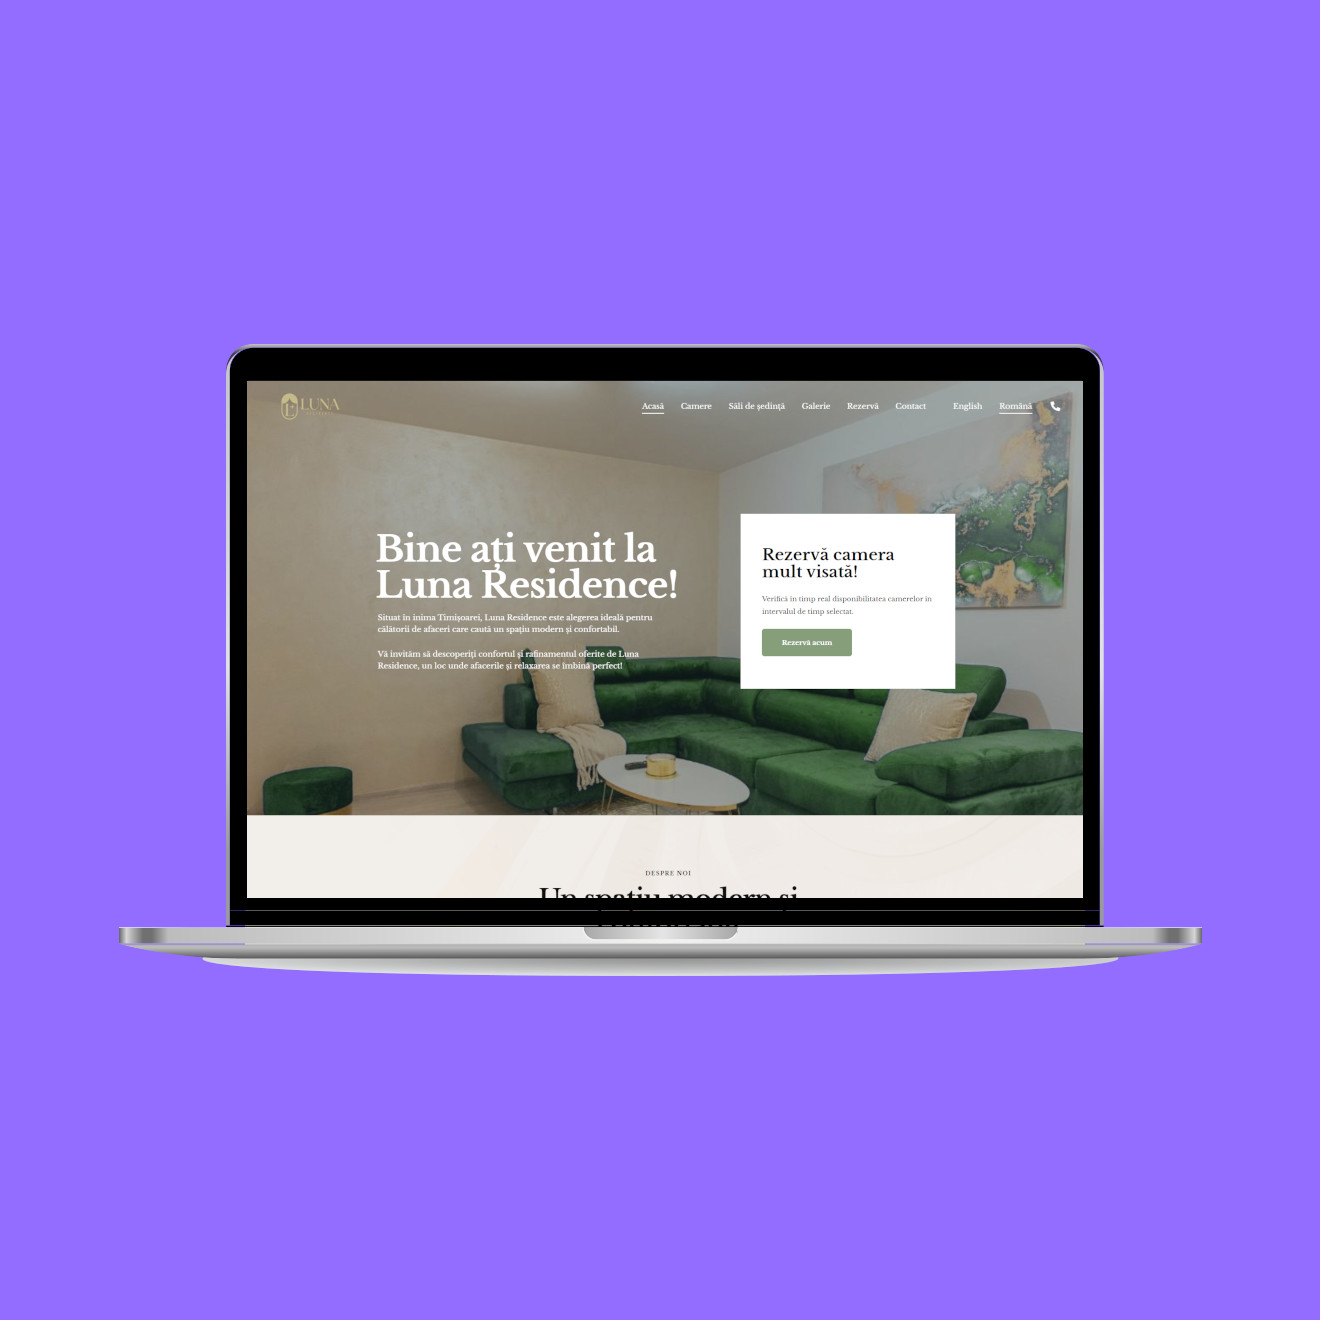 LUNA
Acasă Camere Săli de ședință Galerie Rezervă Contact English Română
Bine ați venit la
Luna Residence!
Situat în inima Timișoarei, Luna Residence este alegerea ideală pentru
călătorii de afaceri care caută un spațiu modern și confortabil.
Vă invităm să descoperiți confortul și rafinamentul oferite de Luna
Residence, un loc unde afacerile și relaxarea se îmbină perfect!
Rezervă camera
mult visată!
Verifică în timp real disponibilitatea camerelor în
intervalul de timp selectat.
Rezervă acum
DESPRE NOI
Un spațiu modern și